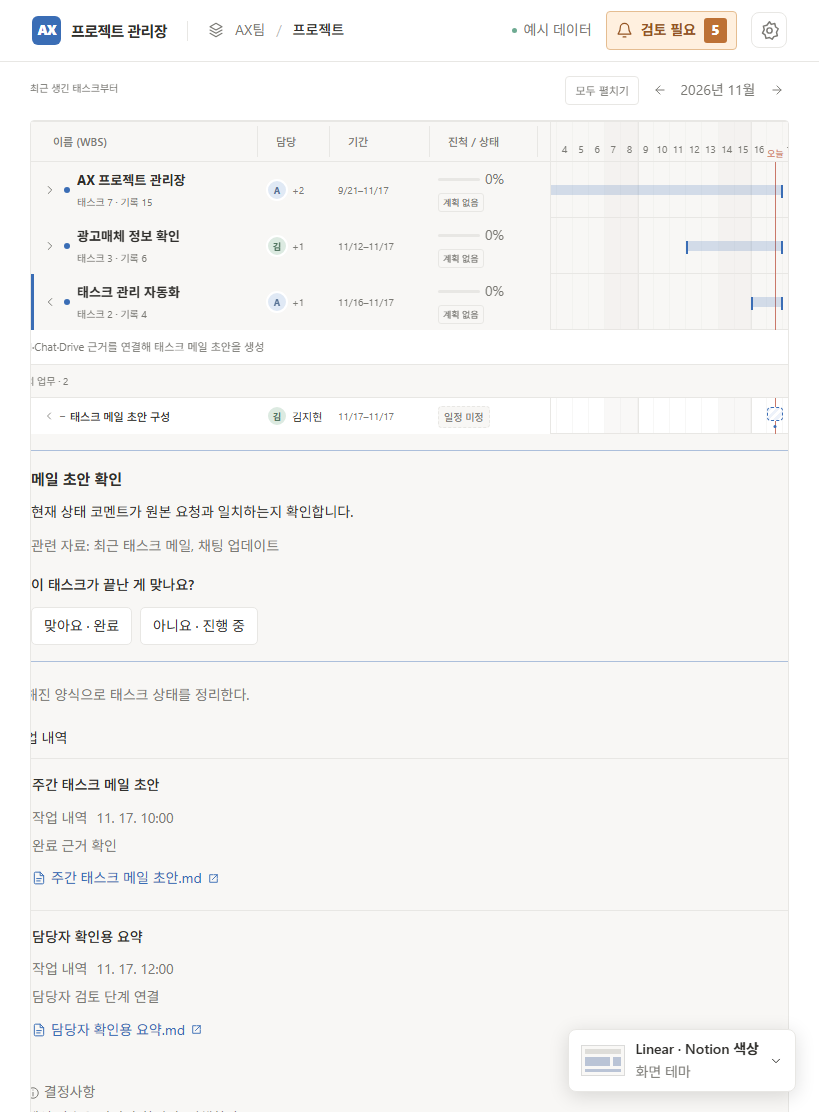 AX 프로젝트 관리장 AX팀 / 프로젝트 예시 데이터 검토 필요 5
최근 생긴 태스크부터 모두 펼치기 ← 2026년 11월 →
이름 (WBS) 담당 기간 진척 / 상태 4 5 6 7 8 9 10 11 12 13 14 15 16 오늘
AX 프로젝트 관리장 A +2 9/21–11/17 0%
태스크 7 · 기록 15 계획 없음
광고매체 정보 확인 김 +1 11/12–11/17 0%
태스크 3 · 기록 6 계획 없음
태스크 관리 자동화 A +1 11/16–11/17 0%
태스크 2 · 기록 4 계획 없음
·Chat·Drive 근거를 연결해 태스크 메일 초안을 생성
업무 · 2
– 태스크 메일 초안 구성 김 김지현 11/17–11/17 일정 미정
메일 초안 확인
현재 상태 코멘트가 원본 요청과 일치하는지 확인합니다.
관련 자료: 최근 태스크 메일, 채팅 업데이트
이 태스크가 끝난 게 맞나요?
맞아요 · 완료 아니요 · 진행 중
양식으로 태스크 상태를 정리한다.
내역
주간 태스크 메일 초안
작업 내역 11. 17. 10:00
완료 근거 확인
주간 태스크 메일 초안.md
담당자 확인용 요약
작업 내역 11. 17. 12:00
담당자 검토 단계 연결
담당자 확인용 요약.md
Linear · Notion 색상
화면 테마
결정사항